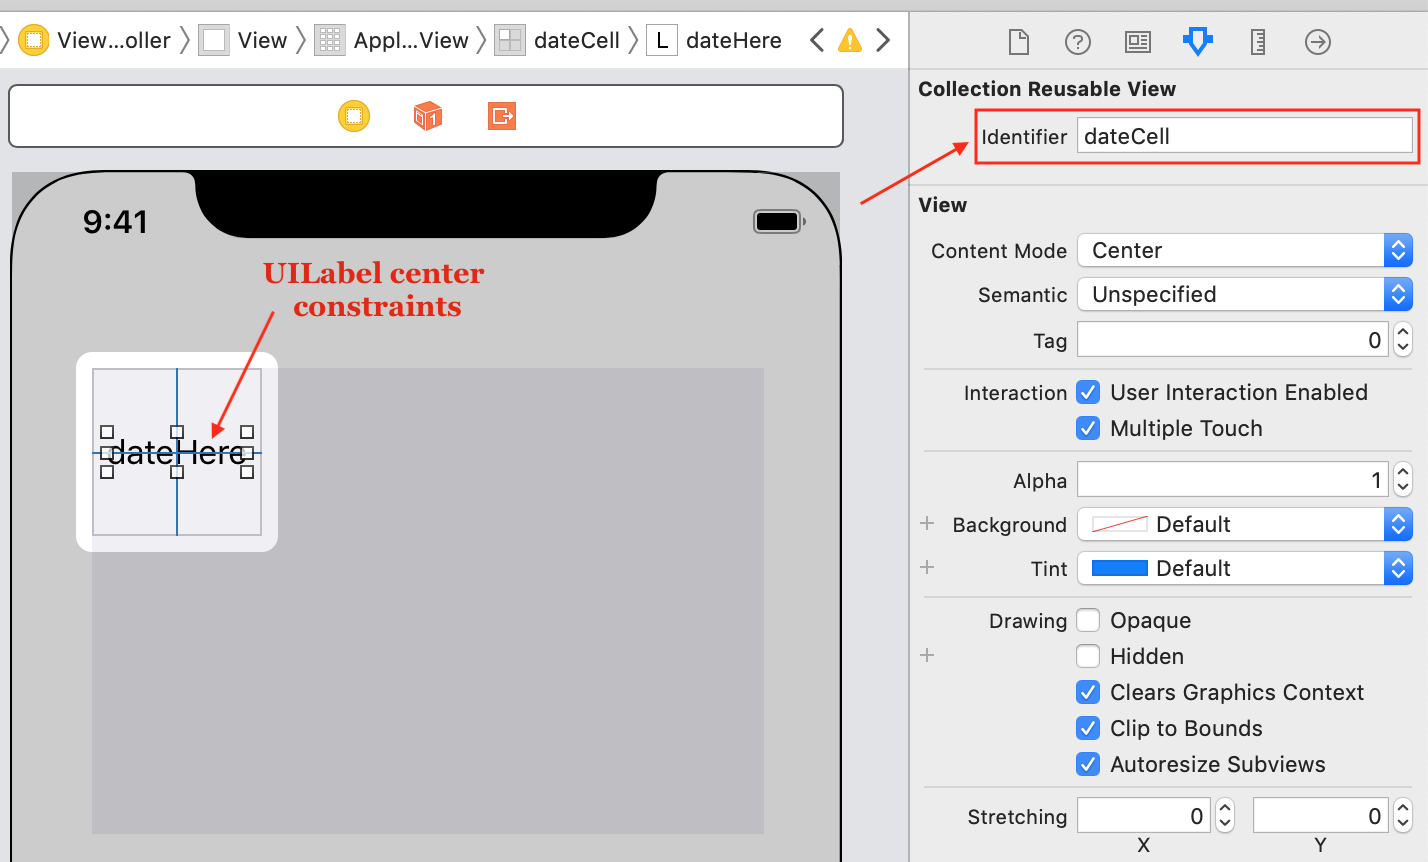 View...oller View Appl...View dateCell L dateHere
1
9:41
UILabel center
constraints
dateHere
?
Collection Reusable View
Identifier dateCell
View
Content Mode Center
Semantic Unspecified
Tag 0
Interaction User Interaction Enabled
Multiple Touch
Alpha 1
+ Background Default
+ Tint Default
Drawing Opaque
+ Hidden
Clears Graphics Context
Clip to Bounds
Autoresize Subviews
Stretching 0 0
X Y